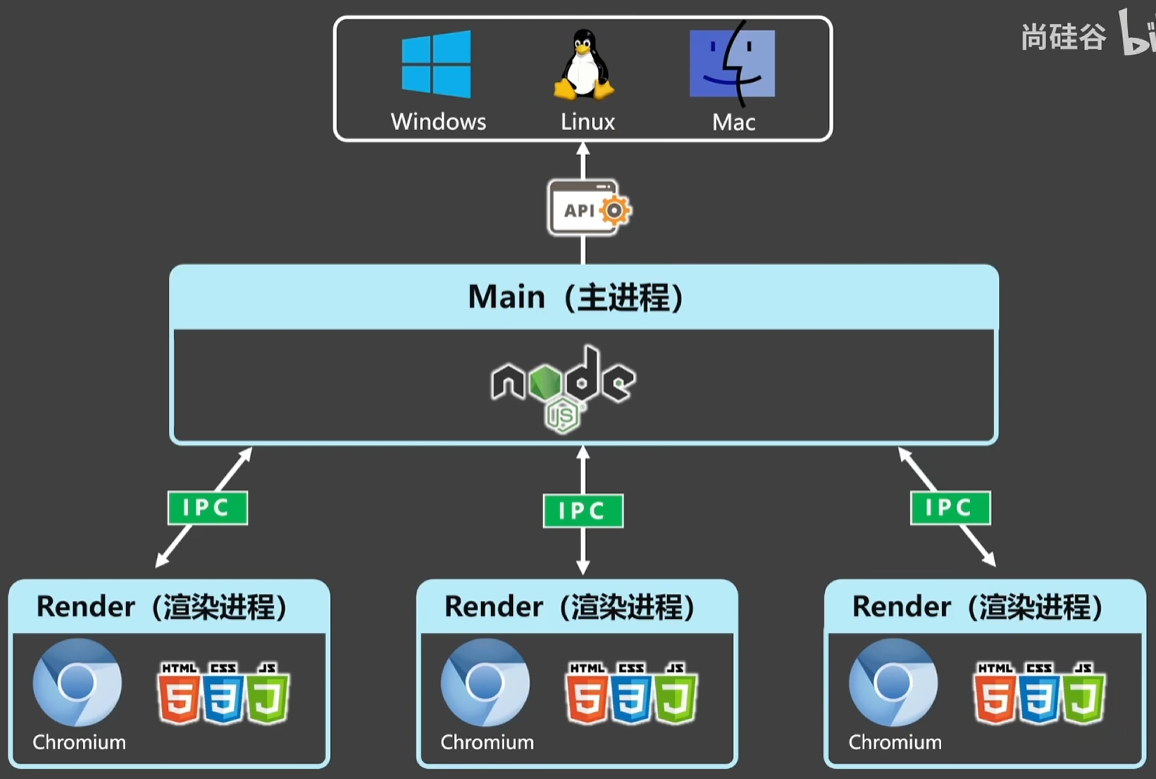 尚硅谷
Windows
Linux
Mac
API
Main（主进程）
node
JS
IPC
IPC
IPC
Render（渲染进程）
Render（渲染进程）
Render（渲染进程）
HTML CSS JS
5 3 J
Chromium
HTML CSS JS
5 3 J
Chromium
HTML CSS JS
5 3 J
Chromium